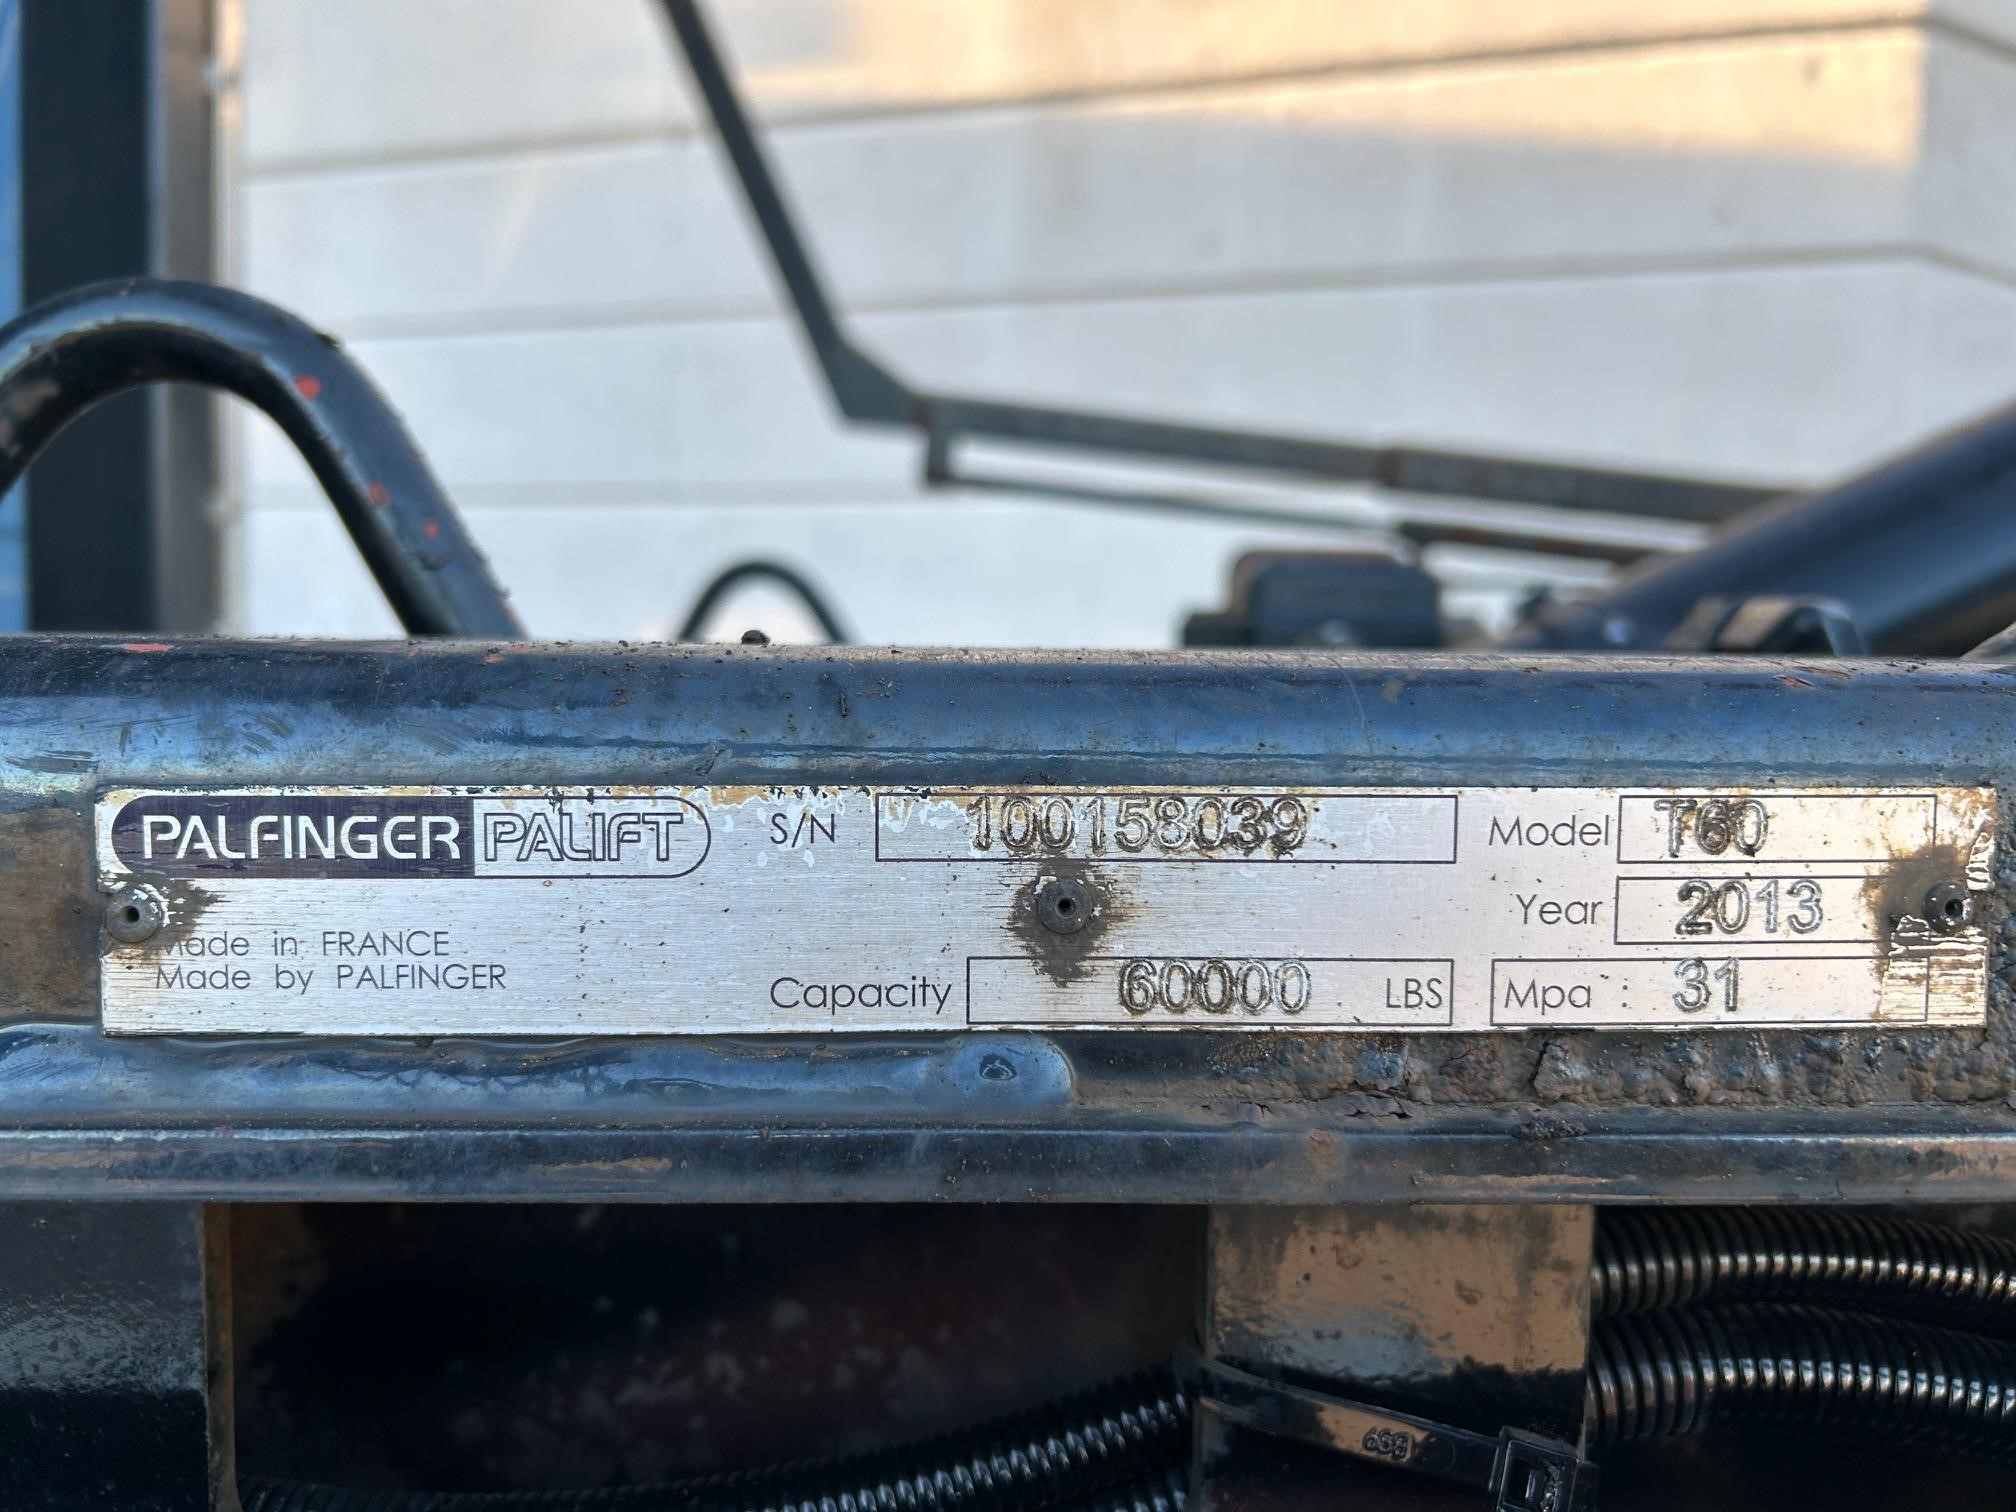 PALFINGER PALIFT S/N 100158039 Model T60
Year 2013
Made in FRANCE
Made by PALFINGER Capacity 60000 LBS Mpa : 31